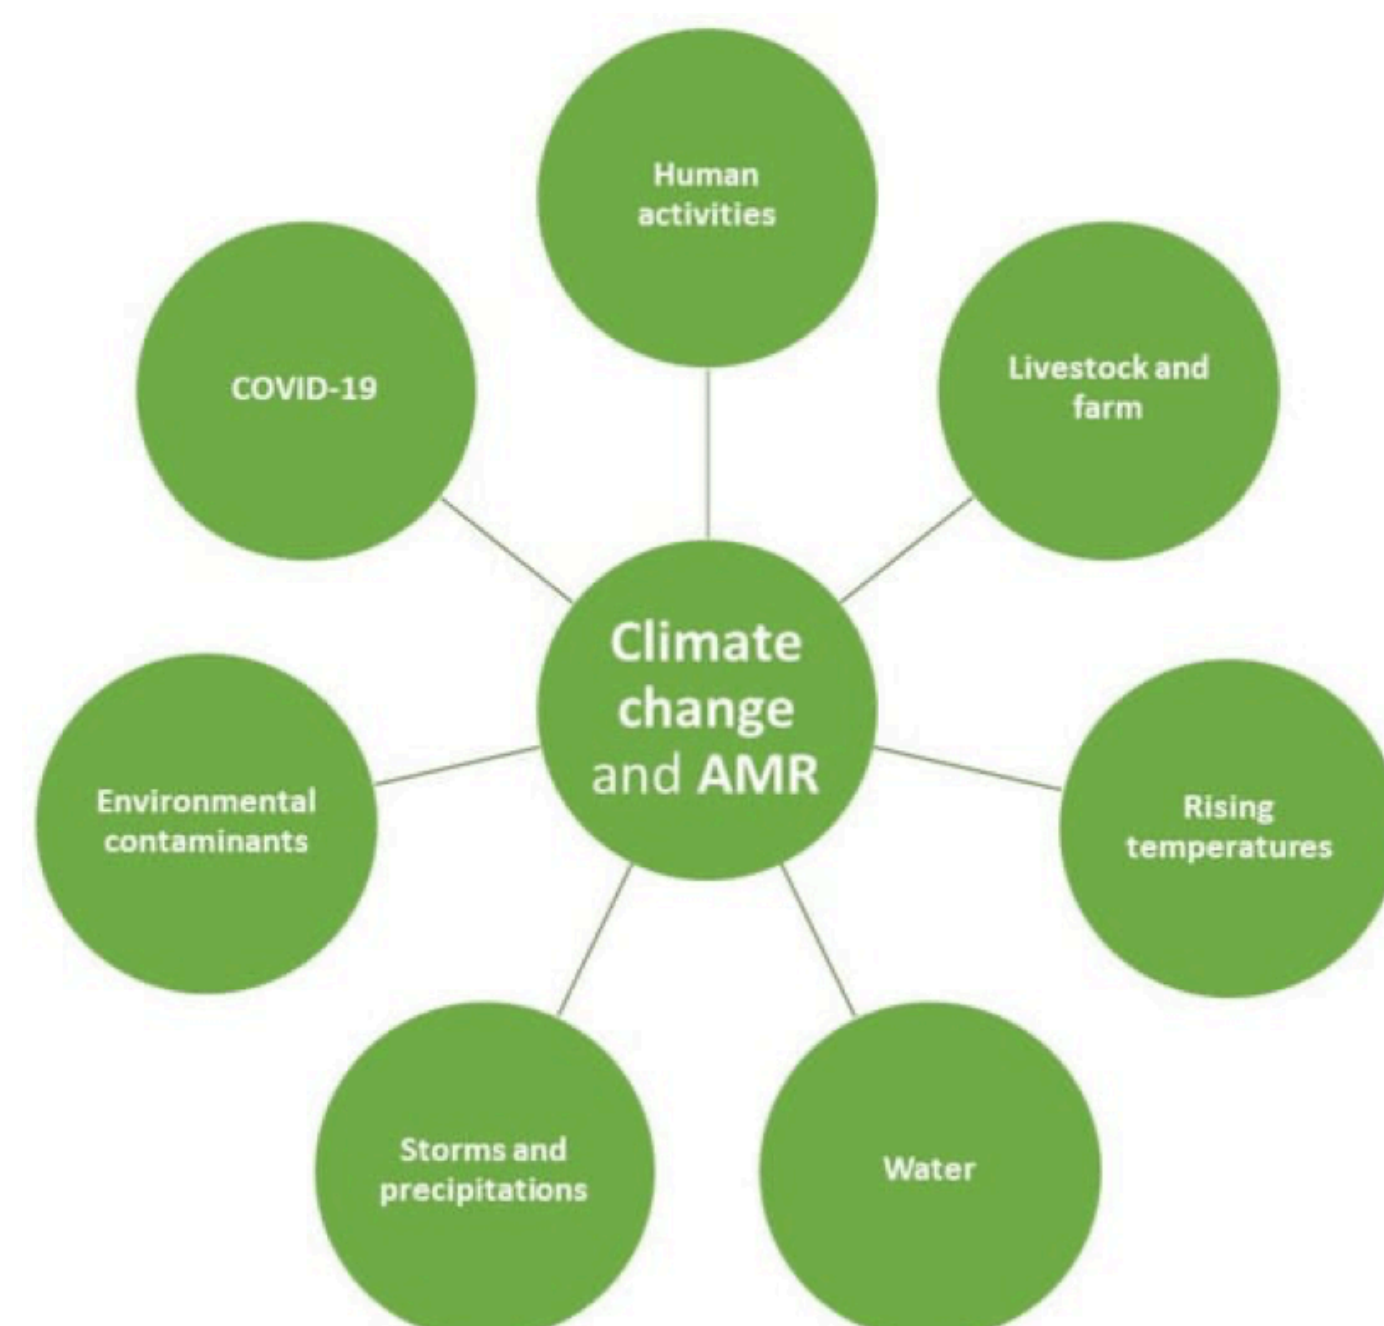 Human
activities
Livestock and
farm
COVID-19
Climate
change
and AMR
Rising
temperatures
Environmental
contaminants
Storms and
precipitations
Water